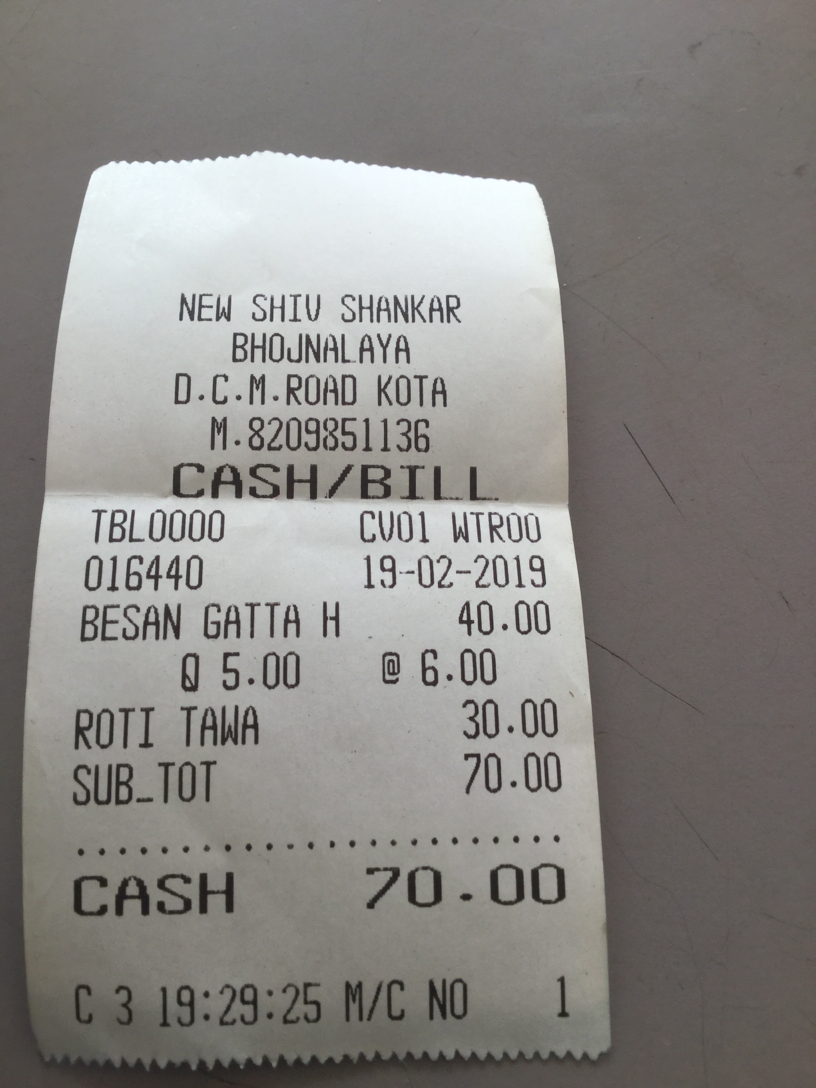 NEW SHIV SHANKAR
BHOJNALAYA
D.C.M.ROAD KOTA
M.8209851136
CASH/BILL
TBL0000 CV01 WTR00
016440 19-02-2019
BESAN GATTA H 40.00
Q 5.00 @ 6.00
ROTI TAWA 30.00
SUB_TOT 70.00
..........................
CASH 70.00
C 3 19:29:25 M/C NO 1